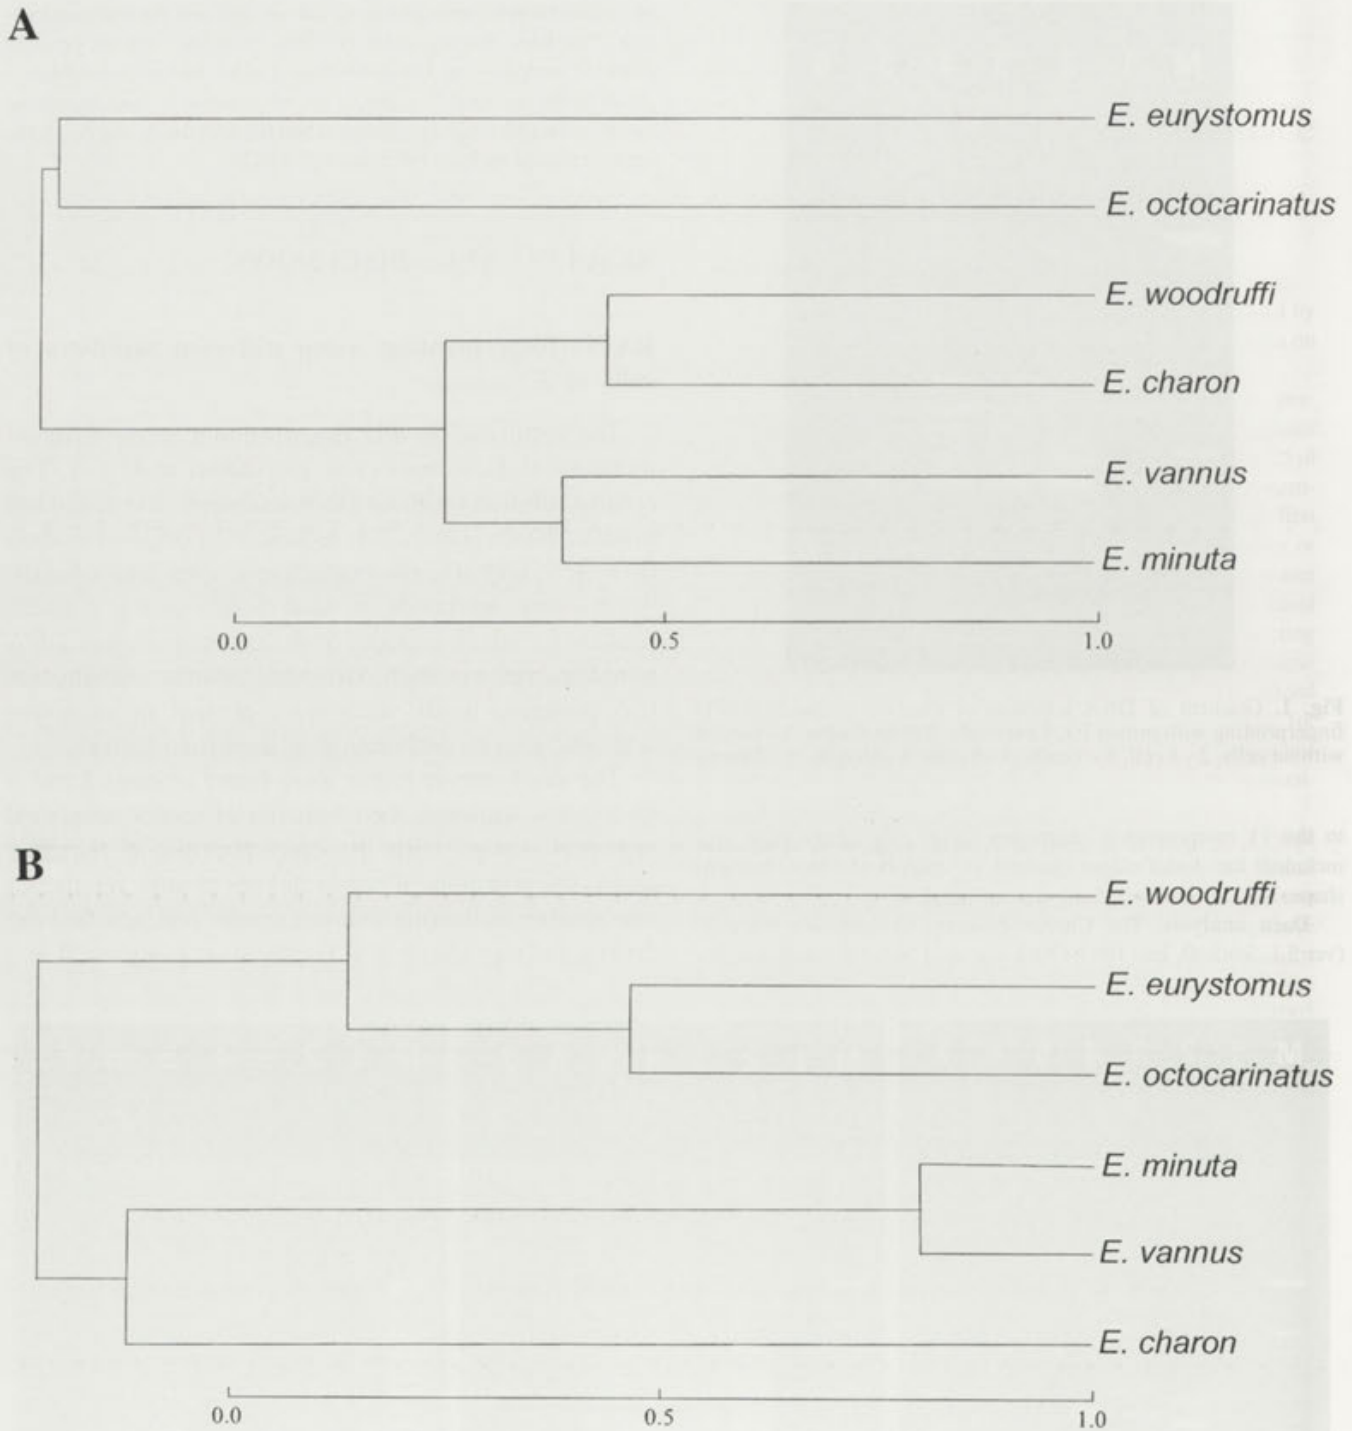 A
E. eurystomus
E. octocarinatus
E. woodruffi
E. charon
E. vannus
E. minuta
0.0 0.5 1.0
B
E. woodruffi
E. eurystomus
E. octocarinatus
E. minuta
E. vannus
E. charon
0.0 0.5 1.0